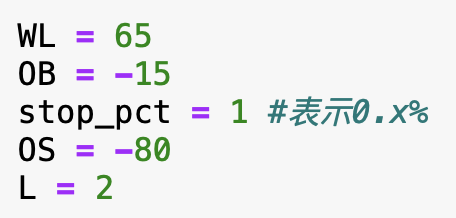 WL = 65
OB = -15
stop_pct = 1 #表示0.x%
OS = -80
L = 2